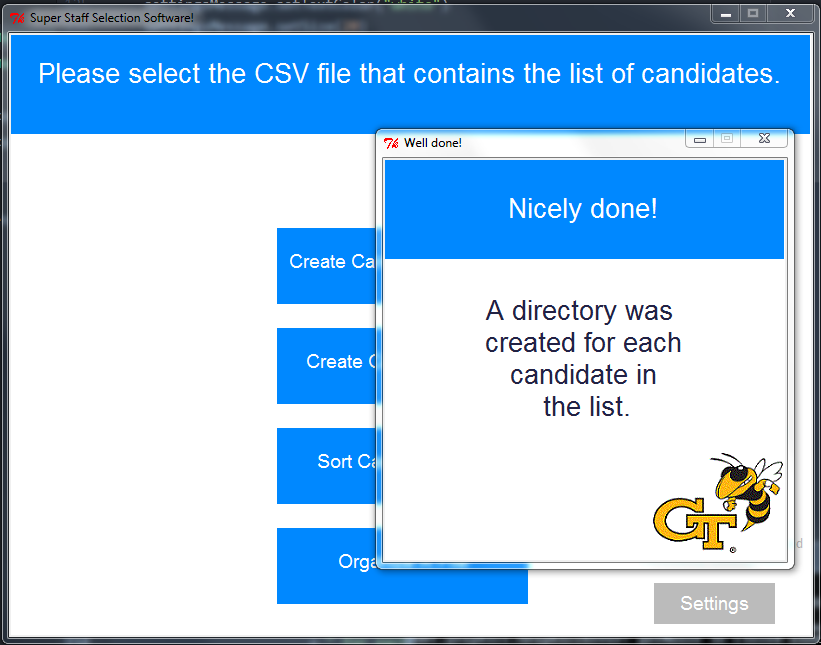 Super Staff Selection Software!
Please select the CSV file that contains the list of candidates.
Create Ca
Create
Sort Ca
Orga
Settings
Well done!
Nicely done!
A directory was
created for each
candidate in
the list.
GT
®